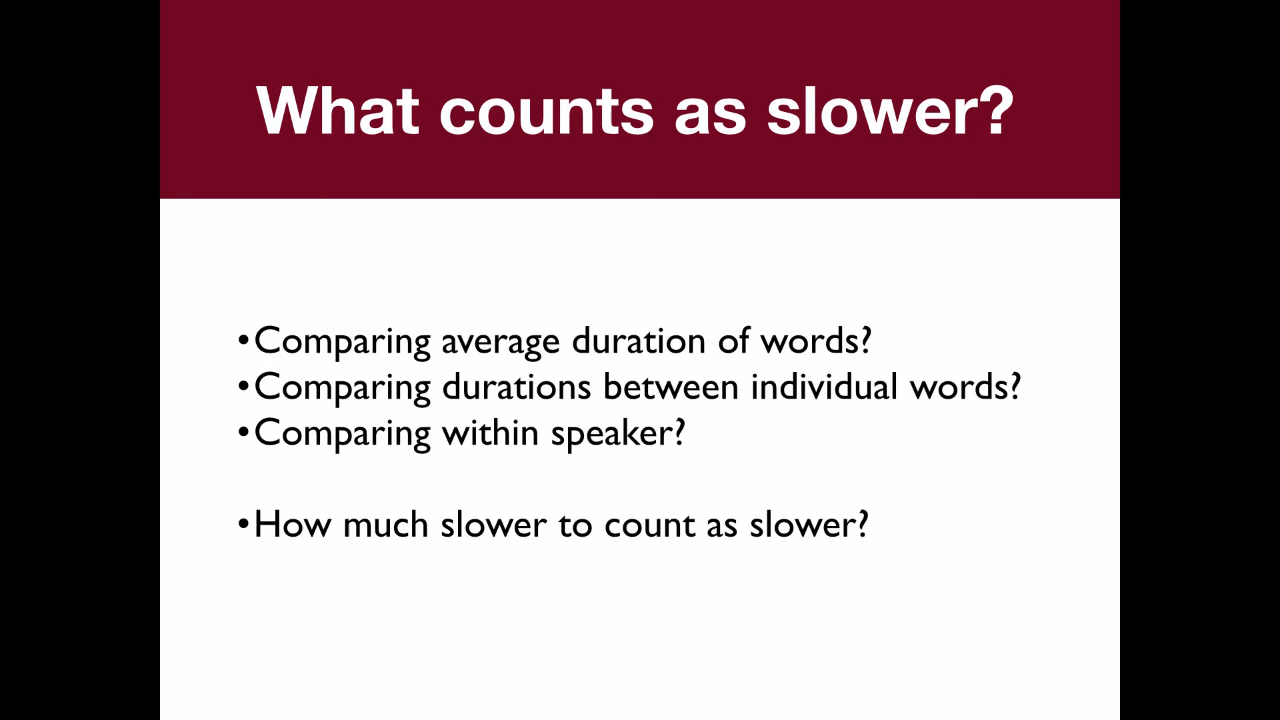 What counts as slower?
•Comparing average duration of words?
•Comparing durations between individual words?
•Comparing within speaker?
•How much slower to count as slower?